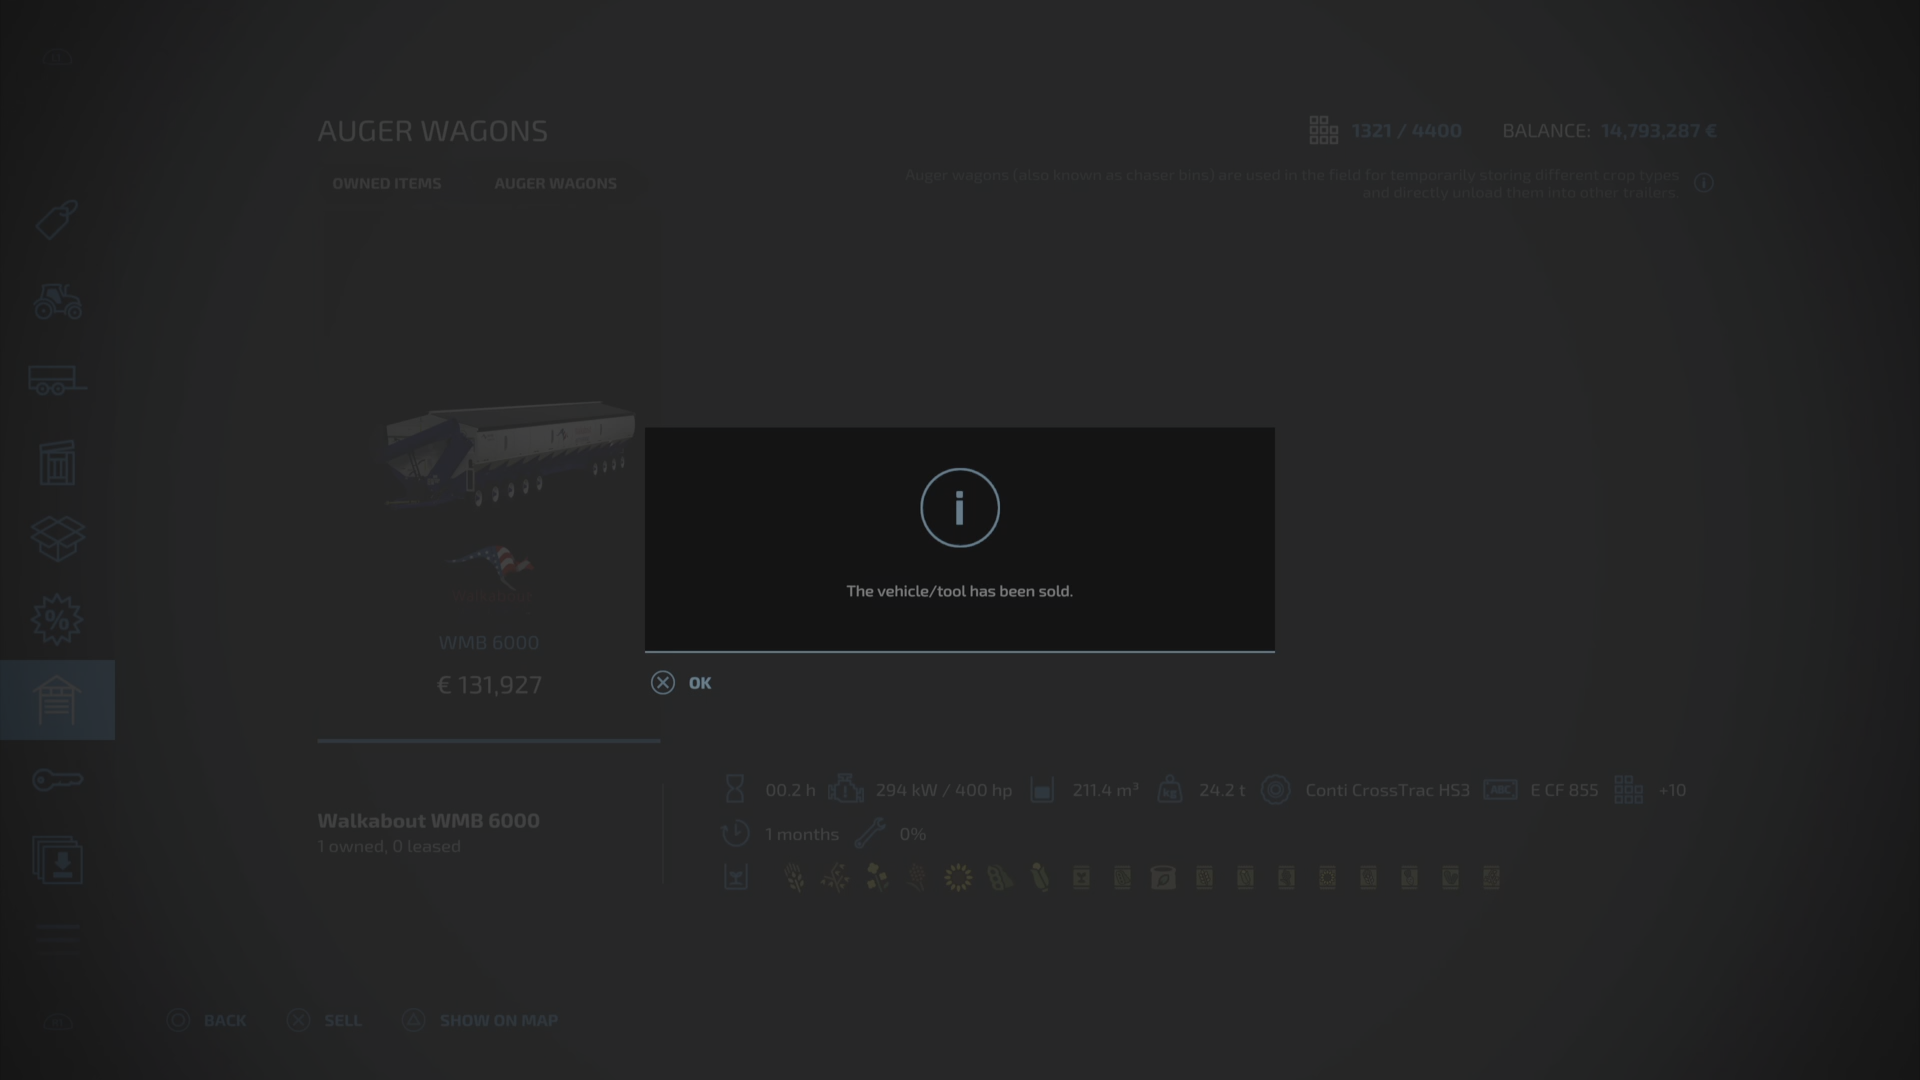 AUGER WAGONS
1321 / 4400
BALANCE: 14,793,287 €
OWNED ITEMS
AUGER WAGONS
Auger wagons (also known as chaser bins) are used in the field for temporarily storing different crop types
and directly unload them into other trailers.
The vehicle/tool has been sold.
OK
WMB 6000
€ 131,927
Walkabout WMB 6000
1 owned, 0 leased
00.2 h
294 kW / 400 hp
211.4 m³
kg
24.2 t
Conti CrossTrac HS3
ABC
E CF 855
+10
1 months
0%
BACK
SELL
SHOW ON MAP